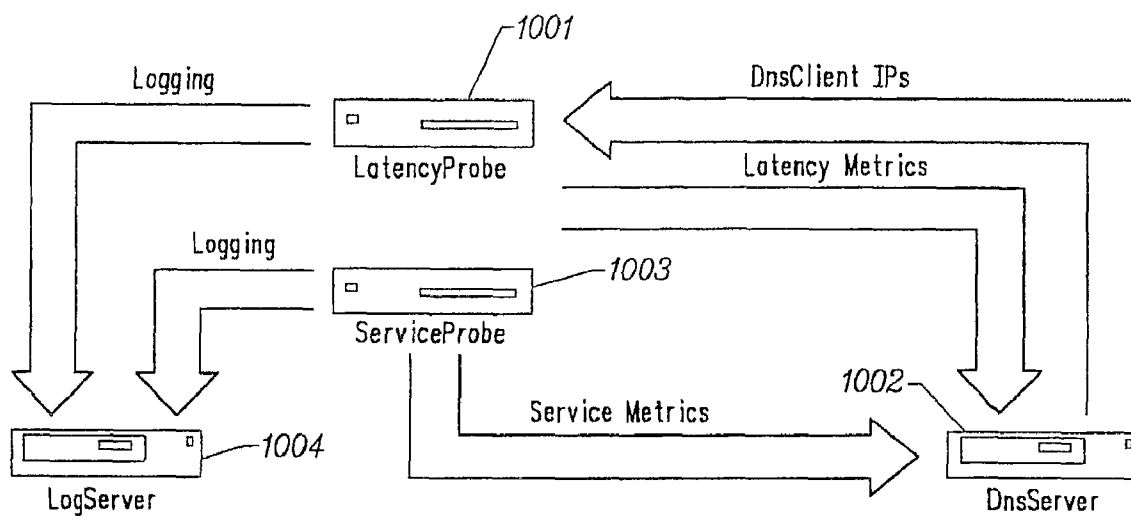 1001
Logging
DnsClient IPs
LatencyProbe
Latency Metrics
Logging
1003
ServiceProbe
1002
Service Metrics
1004
LogServer
DnsServer